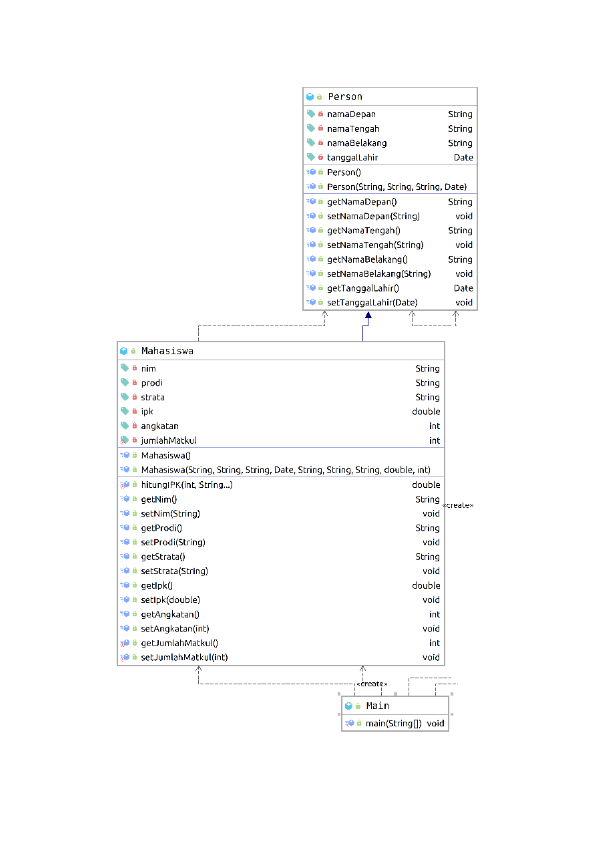 Person
namaDepan String
namaTengah String
namaBelakang String
tanggalLahir Date
Person()
Person(String, String, String, Date)
getNamaDepan() String
setNamaDepan(String) void
getNamaTengah() String
setNamaTengah(String) void
getNamaBelakang() String
setNamaBelakang(String) void
getTanggalLahir() Date
setTanggalLahir(Date) void
Mahasiswa
nim String
prodi String
strata String
ipk double
angkatan int
jumlahMatkul int
Mahasiswa()
Mahasiswa(String, String, String, Date, String, String, String, double, int)
hitungIPK(int, String...) double
getNim() String
«create»
setNim(String) void
getProdi() String
setProdi(String) void
getStrata() String
setStrata(String) void
getIpk() double
setIpk(double) void
getAngkatan() int
setAngkatan(int) void
getJumlahMatkul() int
setJumlahMatkul(int) void
«create»
Main
main(String[]) void